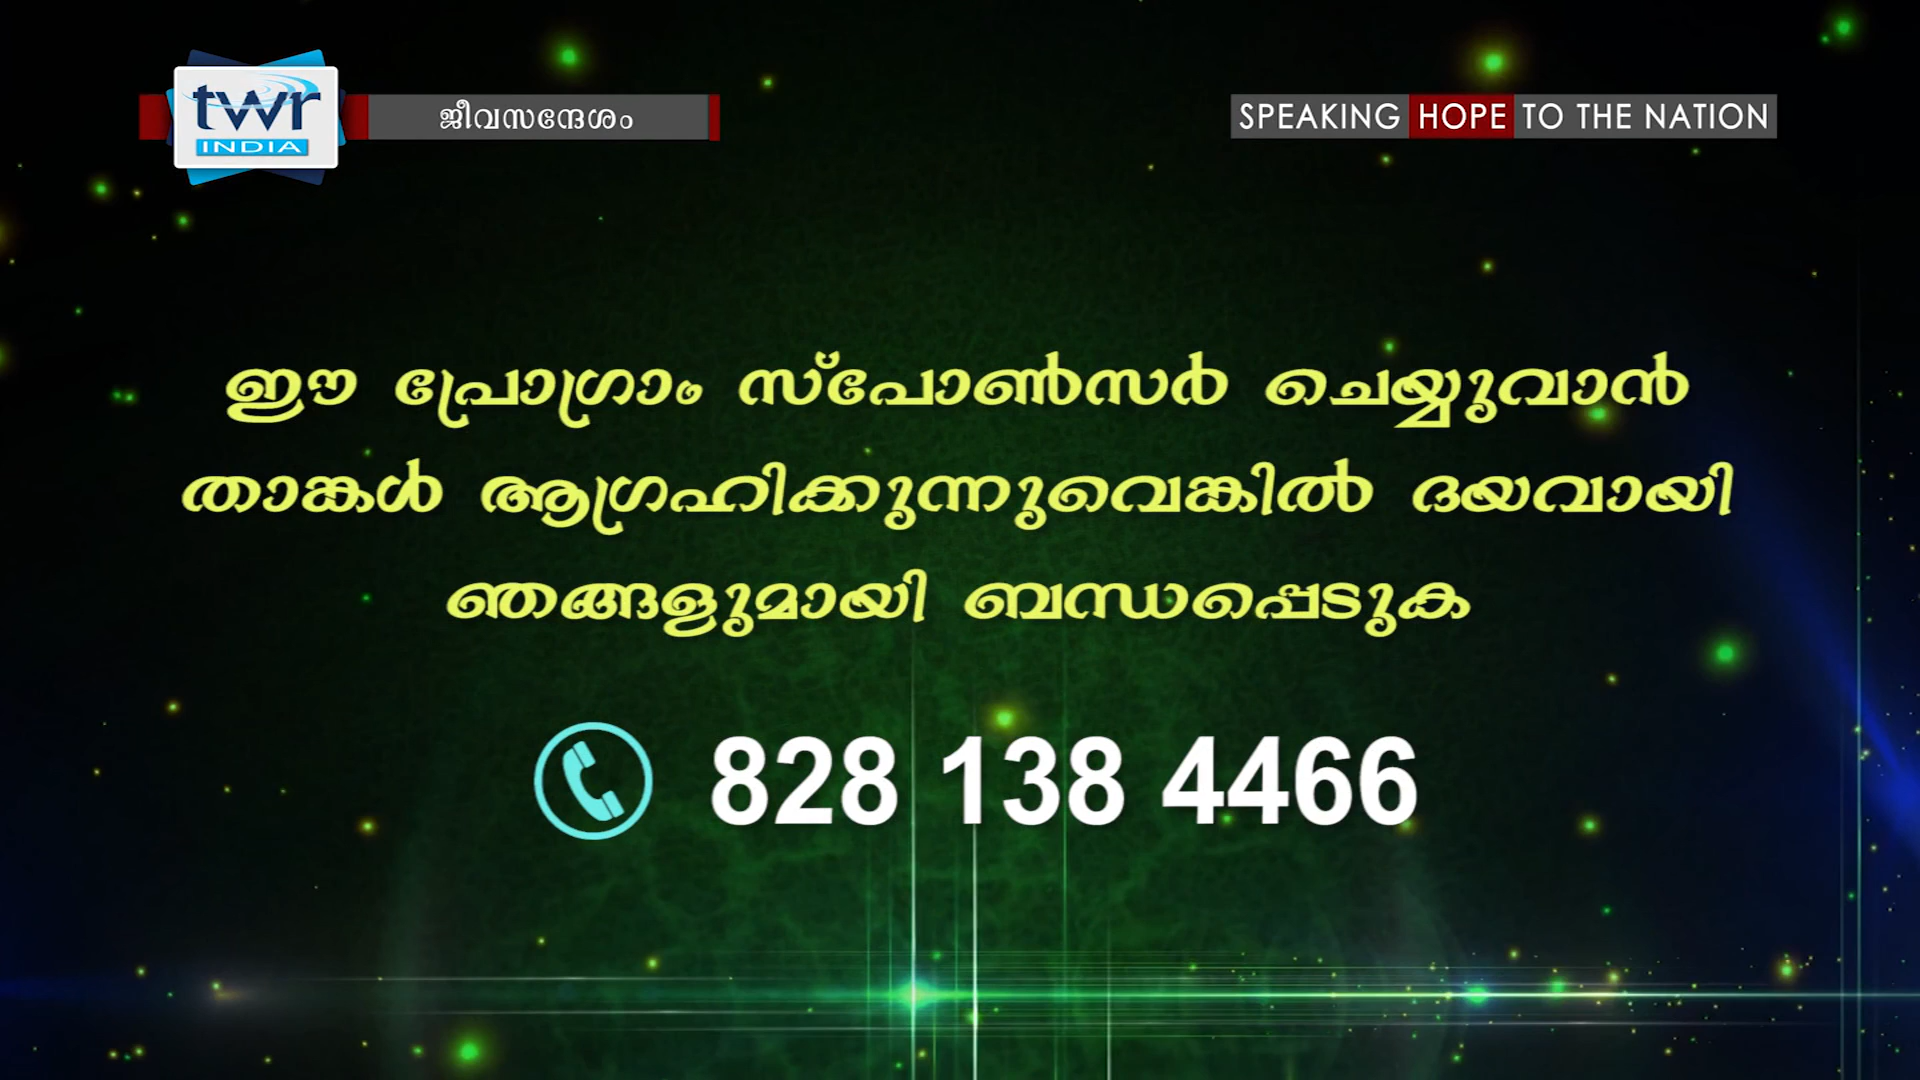 twr
INDIA
ജീവസന്ദേശം
SPEAKING HOPE TO THE NATION
ഈ പ്രോഗ്രാം സ്പോൺസർ ചെയ്യുവാൻ
താങ്കൾ ആഗ്രഹിക്കുന്നുവെങ്കിൽ ദയവായി
ഞങ്ങളുമായി ബന്ധപ്പെടുക
828 138 4466